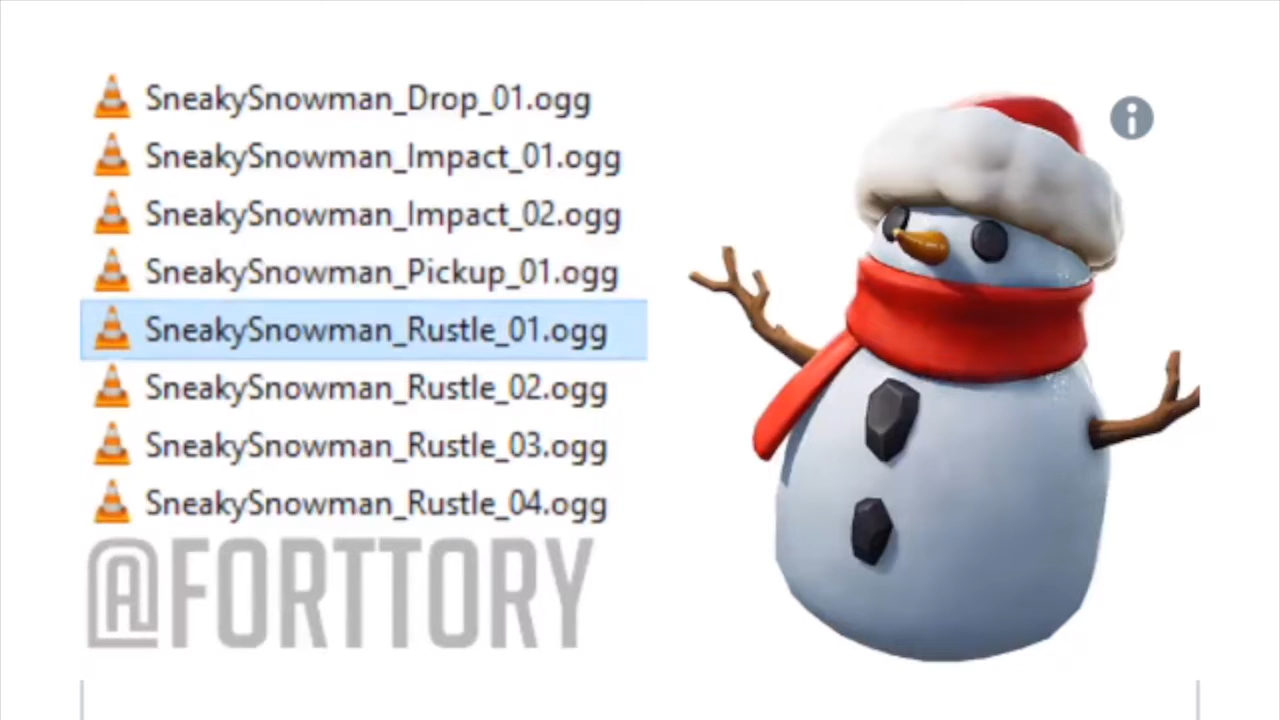 SneakySnowman_Drop_01.ogg
SneakySnowman_Impact_01.ogg
SneakySnowman_Impact_02.ogg
SneakySnowman_Pickup_01.ogg
SneakySnowman_Rustle_01.ogg
SneakySnowman_Rustle_02.ogg
SneakySnowman_Rustle_03.ogg
SneakySnowman_Rustle_04.ogg
@FORTTORY